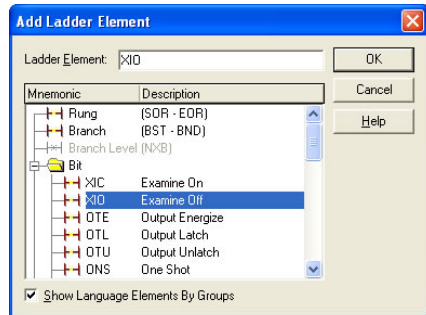 Add Ladder Element
Ladder Element: XIO
OK
Cancel
Help
Mnemonic Description
Rung (SOR - EOR)
Branch (BST - BND)
Branch Level (NXB)
Bit
XIC Examine On
XIO Examine Off
OTE Output Energize
OTL Output Latch
OTU Output Unlatch
ONS One Shot
Show Language Elements By Groups